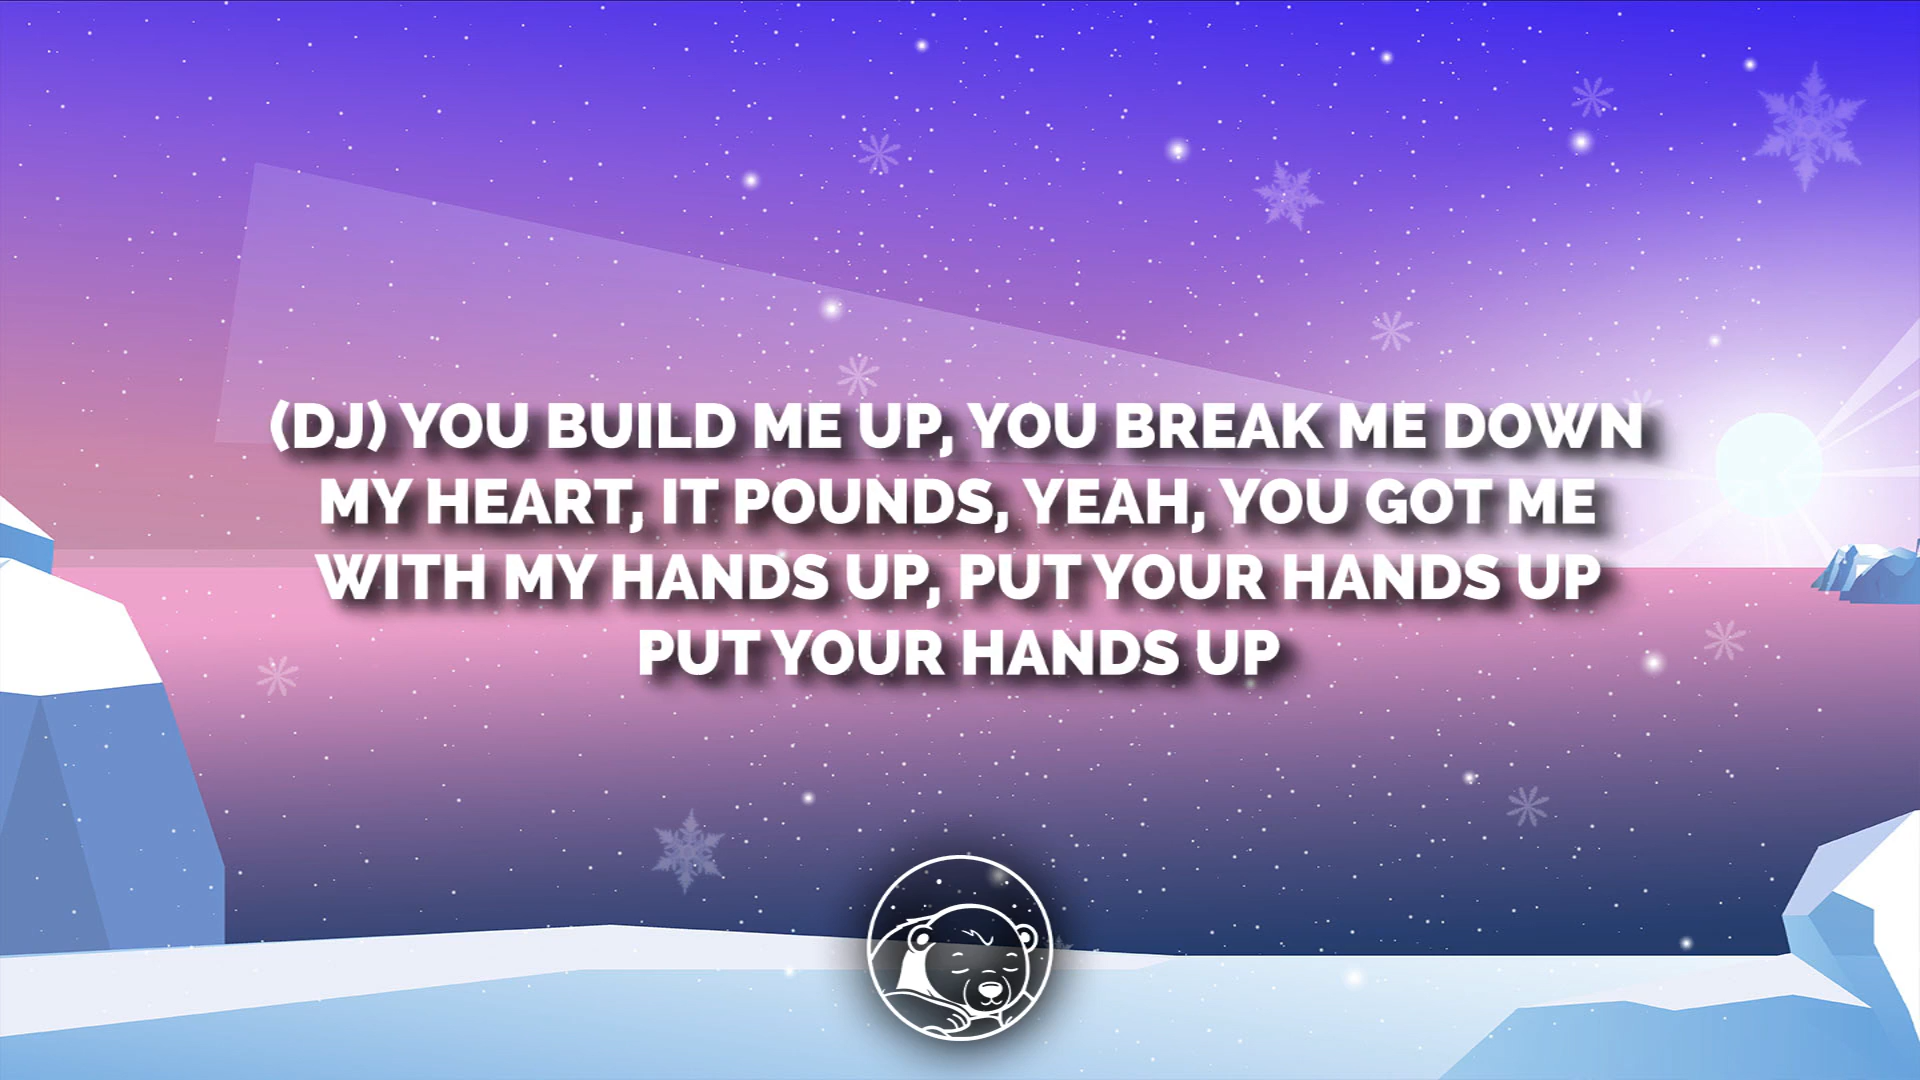 (DJ) YOU BUILD ME UP, YOU BREAK ME DOWN
MY HEART, IT POUNDS, YEAH, YOU GOT ME
WITH MY HANDS UP, PUT YOUR HANDS UP
PUT YOUR HANDS UP